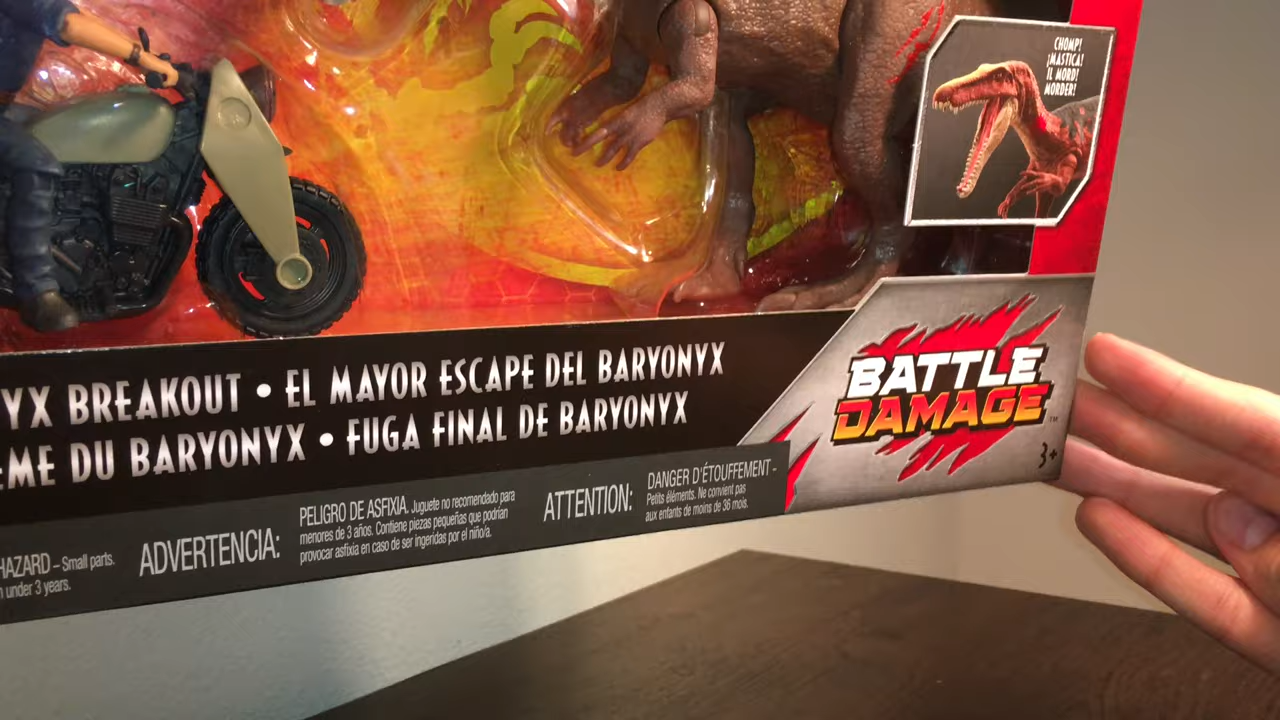 CHOMP!
¡MASTICA!
IL MORD!
MORDER!
YX BREAKOUT • EL MAYOR ESCAPE DEL BARYONYX
ÊME DU BARYONYX • FUGA FINAL DE BARYONYX
BATTLE
DAMAGE™
3+
HAZARD – Small parts.
under 3 years.
ADVERTENCIA:
PELIGRO DE ASFIXIA. Juguete no recomendado para
menores de 3 años. Contiene piezas pequeñas que podrían
provocar asfixia en caso de ser ingeridas por el niño/a.
ATTENTION:
DANGER D'ÉTOUFFEMENT –
Petits éléments. Ne convient pas
aux enfants de moins de 36 mois.